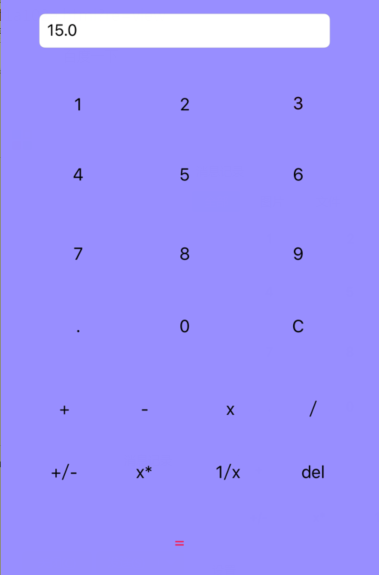 15.0
1 2 3
4 5 6
7 8 9
. 0 C
+ - x /
+/- x* 1/x del
=